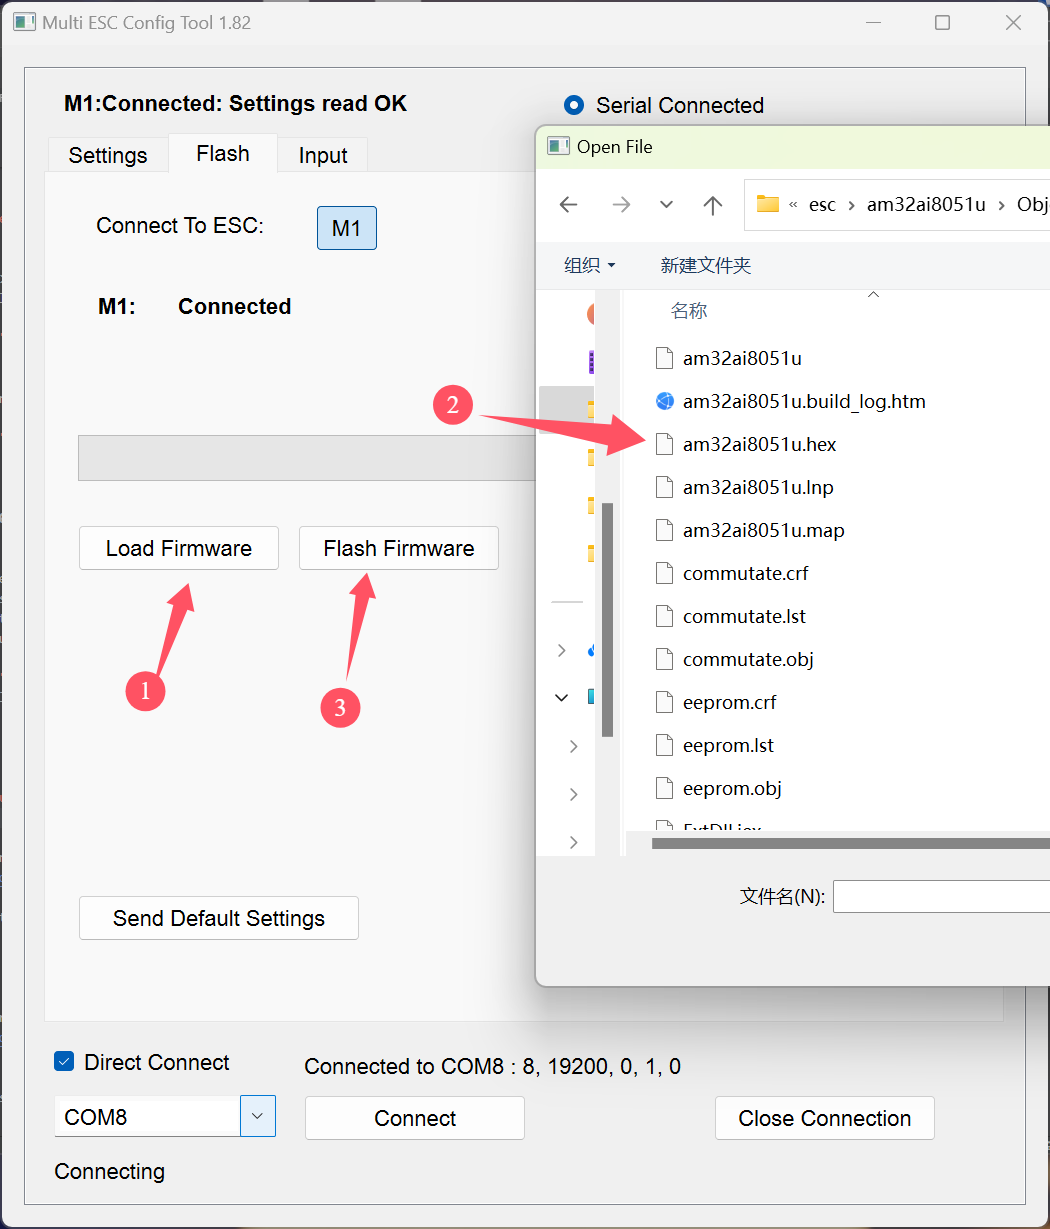 Multi ESC Config Tool 1.82
M1:Connected: Settings read OK
Serial Connected
Settings
Flash
Input
Connect To ESC:
M1
M1:
Connected
Load Firmware
Flash Firmware
1
2
3
Send Default Settings
Open File
« esc › am32ai8051u › Obj
组织
新建文件夹
名称
am32ai8051u
am32ai8051u.build_log.htm
am32ai8051u.hex
am32ai8051u.lnp
am32ai8051u.map
commutate.crf
commutate.lst
commutate.obj
eeprom.crf
eeprom.lst
eeprom.obj
文件名(N):
Direct Connect
Connected to COM8 : 8, 19200, 0, 1, 0
COM8
Connect
Close Connection
Connecting